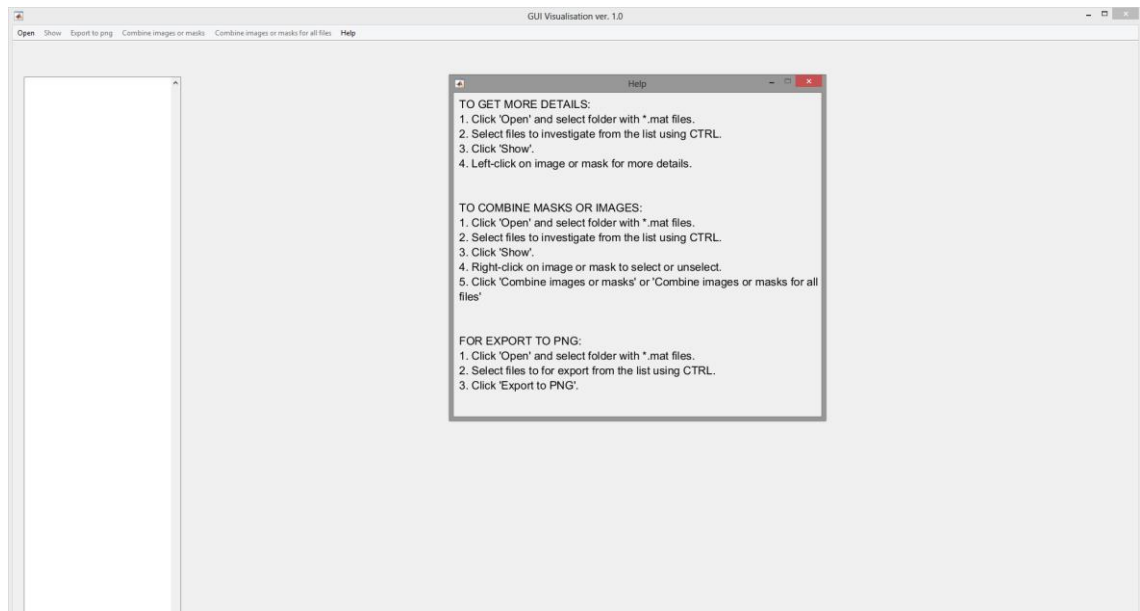 GUI Visualisation ver. 1.0
Open Show Export to png Combine images or masks Combine images or masks for all files Help
Help
TO GET MORE DETAILS:
1. Click 'Open' and select folder with *.mat files.
2. Select files to investigate from the list using CTRL.
3. Click 'Show'.
4. Left-click on image or mask for more details.
TO COMBINE MASKS OR IMAGES:
1. Click 'Open' and select folder with *.mat files.
2. Select files to investigate from the list using CTRL.
3. Click 'Show'.
4. Right-click on image or mask to select or unselect.
5. Click 'Combine images or masks' or 'Combine images or masks for all
files'
FOR EXPORT TO PNG:
1. Click 'Open' and select folder with *.mat files.
2. Select files to for export from the list using CTRL.
3. Click 'Export to PNG'.